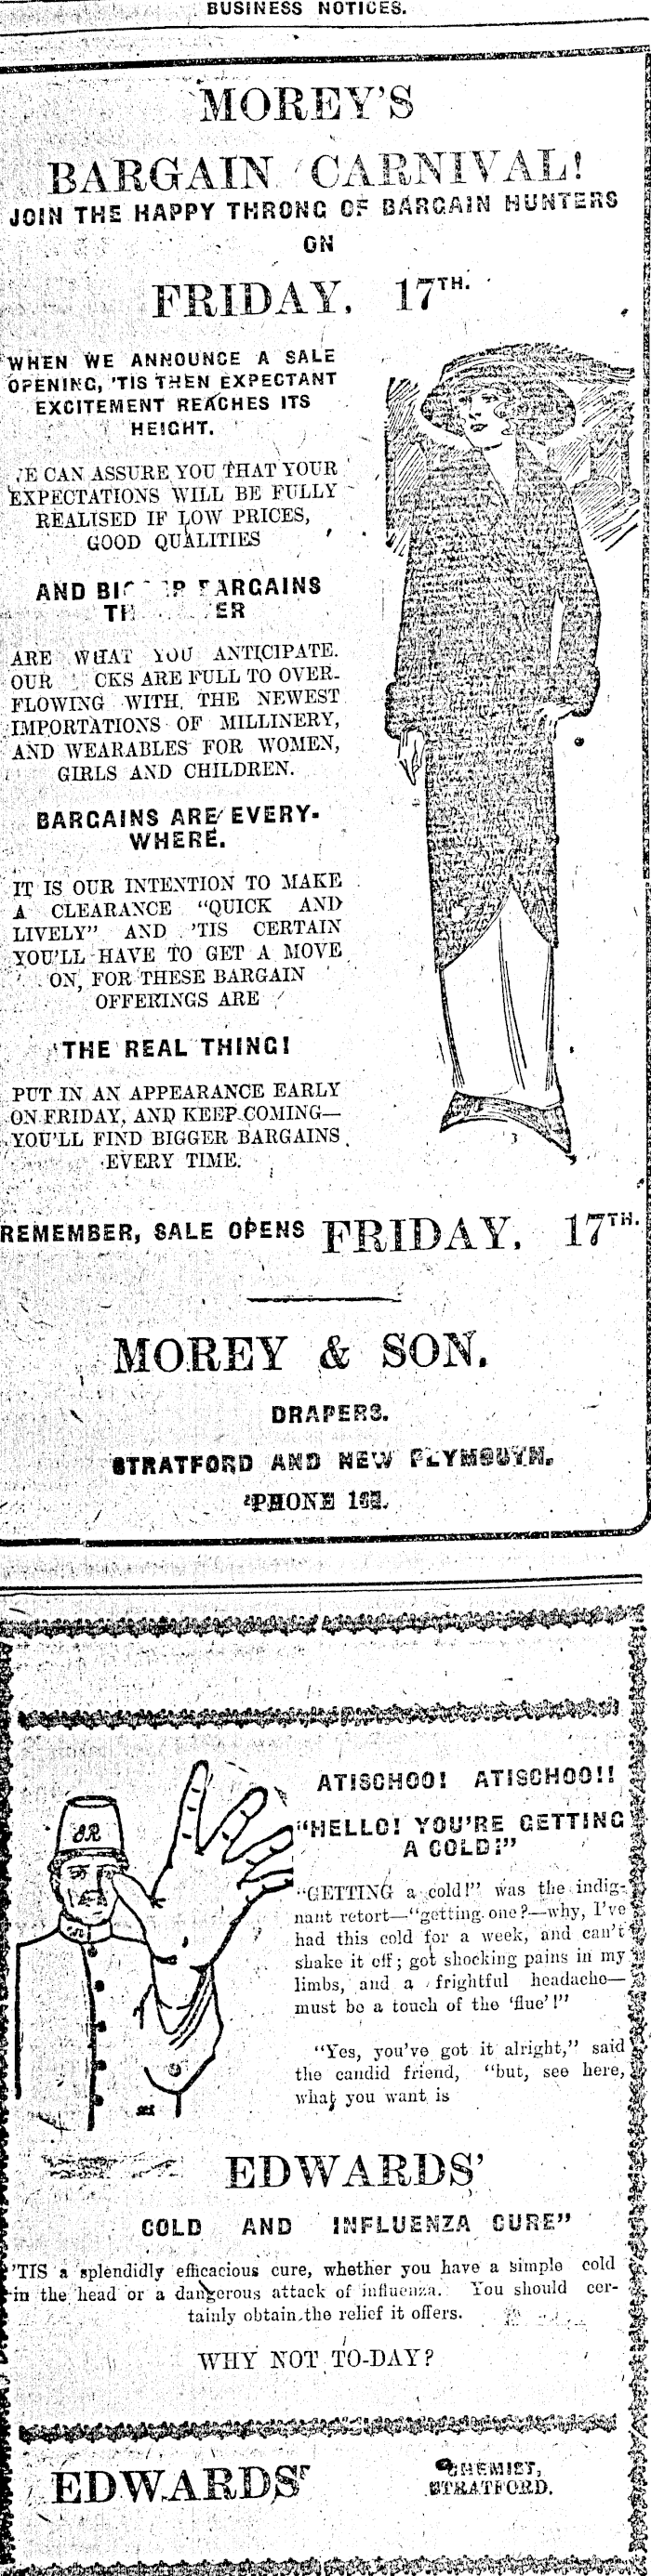 BUSINESS NOTICES.
MOREY'S
BARGAIN CARNIVAL!
JOIN THE HAPPY THRONG OF BARGAIN HUNTERS
ON
FRIDAY, 17TH.
WHEN WE ANNOUNCE A SALE
OPENING, 'TIS THEN EXPECTANT
EXCITEMENT REACHES ITS
HEIGHT.
CAN ASSURE YOU THAT YOUR
EXPECTATIONS WILL BE FULLY
REALISED IF LOW PRICES,
GOOD QUALITIES
AND BARGAINS
ARE WHAT YOU ANTICIPATE.
OUR ARE FULL TO OVER-
FLOWING WITH THE NEWEST
IMPORTATIONS OF MILLINERY,
AND WEARABLES FOR WOMEN,
GIRLS AND CHILDREN.
BARGAINS ARE EVERY-
WHERE.
IT IS OUR INTENTION TO MAKE
A CLEARANCE "QUICK AND
LIVELY" AND 'TIS CERTAIN
YOU'LL HAVE TO GET A MOVE
ON, FOR THESE BARGAIN
OFFERINGS ARE
THE REAL THING!
PUT IN AN APPEARANCE EARLY
ON FRIDAY, AND KEEP COMING—
YOU'LL FIND BIGGER BARGAINS
EVERY TIME.
REMEMBER, SALE OPENS FRIDAY, 17TH.
MOREY & SON.
DRAPERS.
STRATFORD AND NEW PLYMOUTH.
'PHONE
S.R.
ATISCHOO! ATISCHOO!!
"HELLO! YOU'RE GETTING
A COLD!"
"GETTING a cold!" was the indig-
nant retort—"getting one?—why, I've
had this cold for a week, and can't
shake it off; got shocking pains in my
limbs, and a frightful headache—
must be a touch of the 'flue'!"
"Yes, you've got it alright," said
the candid friend, "but, see here,
what you want is
EDWARDS'
COLD AND INFLUENZA CURE"
'TIS a splendidly efficacious cure, whether you have a simple cold
in the head or a dangerous attack of influenza. You should cer-
tainly obtain the relief it offers.
WHY NOT TO-DAY?
EDWARDS'
CHEMIST,
STRATFORD.